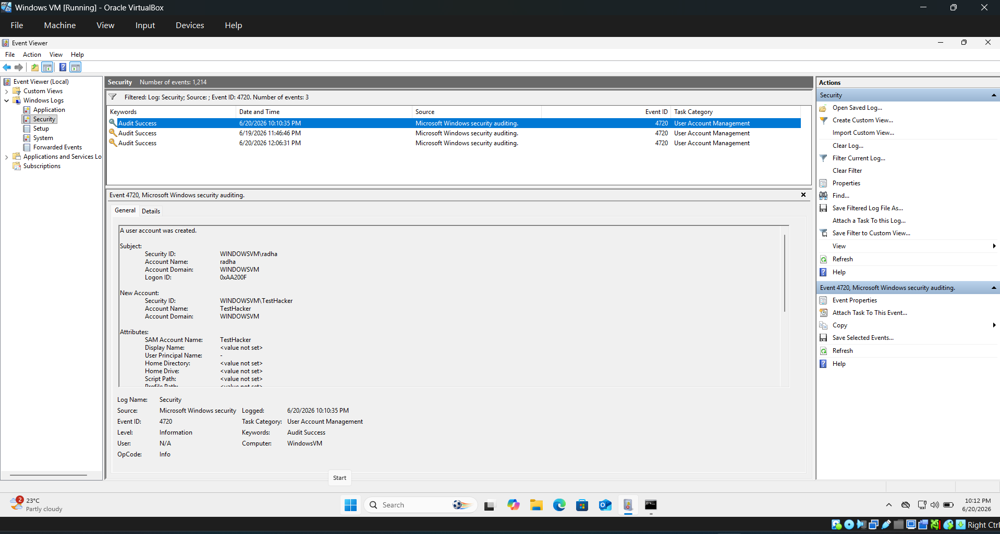 Windows VM [Running] - Oracle VirtualBox
File Machine View Input Devices Help
Event Viewer
File Action View Help
Event Viewer (Local)
Custom Views
Windows Logs
Application
Security
Setup
System
Forwarded Events
Applications and Services Lo
Subscriptions
Security Number of events: 1,214
Filtered: Log: Security; Source: ; Event ID: 4720. Number of events: 3
Keywords Date and Time Source Event ID Task Category
Audit Success 6/20/2026 10:10:35 PM Microsoft Windows security auditing. 4720 User Account Management
Audit Success 6/19/2026 11:46:46 PM Microsoft Windows security auditing. 4720 User Account Management
Audit Success 6/20/2026 12:06:31 PM Microsoft Windows security auditing. 4720 User Account Management
Event 4720, Microsoft Windows security auditing.
General Details
A user account was created.
Subject:
Security ID: WINDOWSVM\radha
Account Name: radha
Account Domain: WINDOWSVM
Logon ID: 0xAA200F
New Account:
Security ID: WINDOWSVM\TestHacker
Account Name: TestHacker
Account Domain: WINDOWSVM
Attributes:
SAM Account Name: TestHacker
Display Name: <value not set>
User Principal Name: -
Home Directory: <value not set>
Home Drive: <value not set>
Script Path: <value not set>
Profile Path: <value not set>
Log Name: Security
Source: Microsoft Windows security Logged: 6/20/2026 10:10:35 PM
Event ID: 4720 Task Category: User Account Management
Level: Information Keywords: Audit Success
User: N/A Computer: WindowsVM
OpCode: Info
Actions
Security
Open Saved Log...
Create Custom View...
Import Custom View...
Clear Log...
Filter Current Log...
Clear Filter
Properties
Find...
Save Filtered Log File As...
Attach a Task To this Log...
Save Filter to Custom View...
View
Refresh
Help
Event 4720, Microsoft Windows security auditing.
Event Properties
Attach Task To This Event...
Copy
Save Selected Events...
Refresh
Help
Start
2
23°C
Partly cloudy
Search
10:12 PM
6/20/2026
Right Ctrl